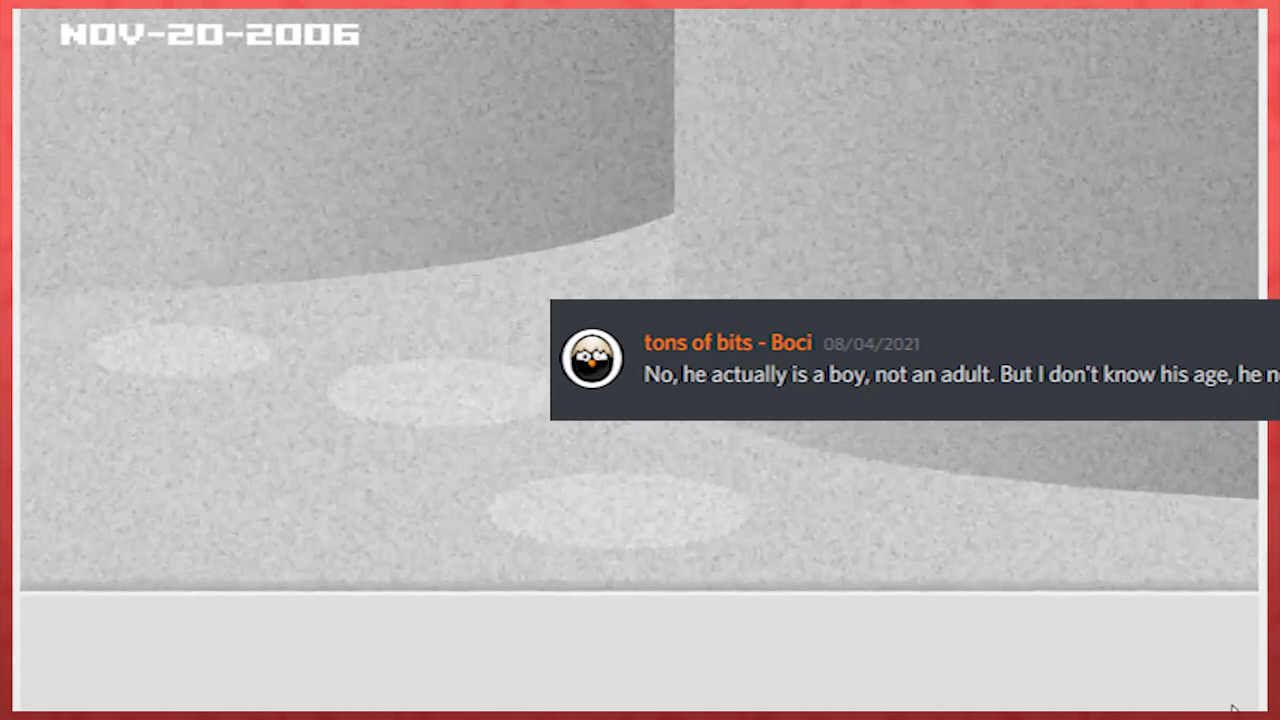 NOV-20-2006
tons of bits - Boci 08/04/2021
No, he actually is a boy, not an adult. But I don't know his age, he